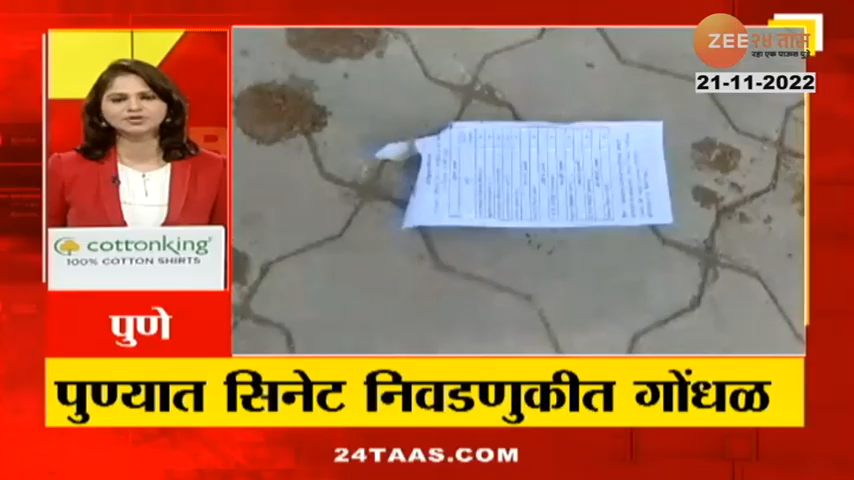 ZEE २४ तास
रहा एक पाऊल पुढे
21-11-2022
cottonking
100% COTTON SHIRTS
पुणे
पुण्यात सिनेट निवडणुकीत गोंधळ
24TAAS.COM